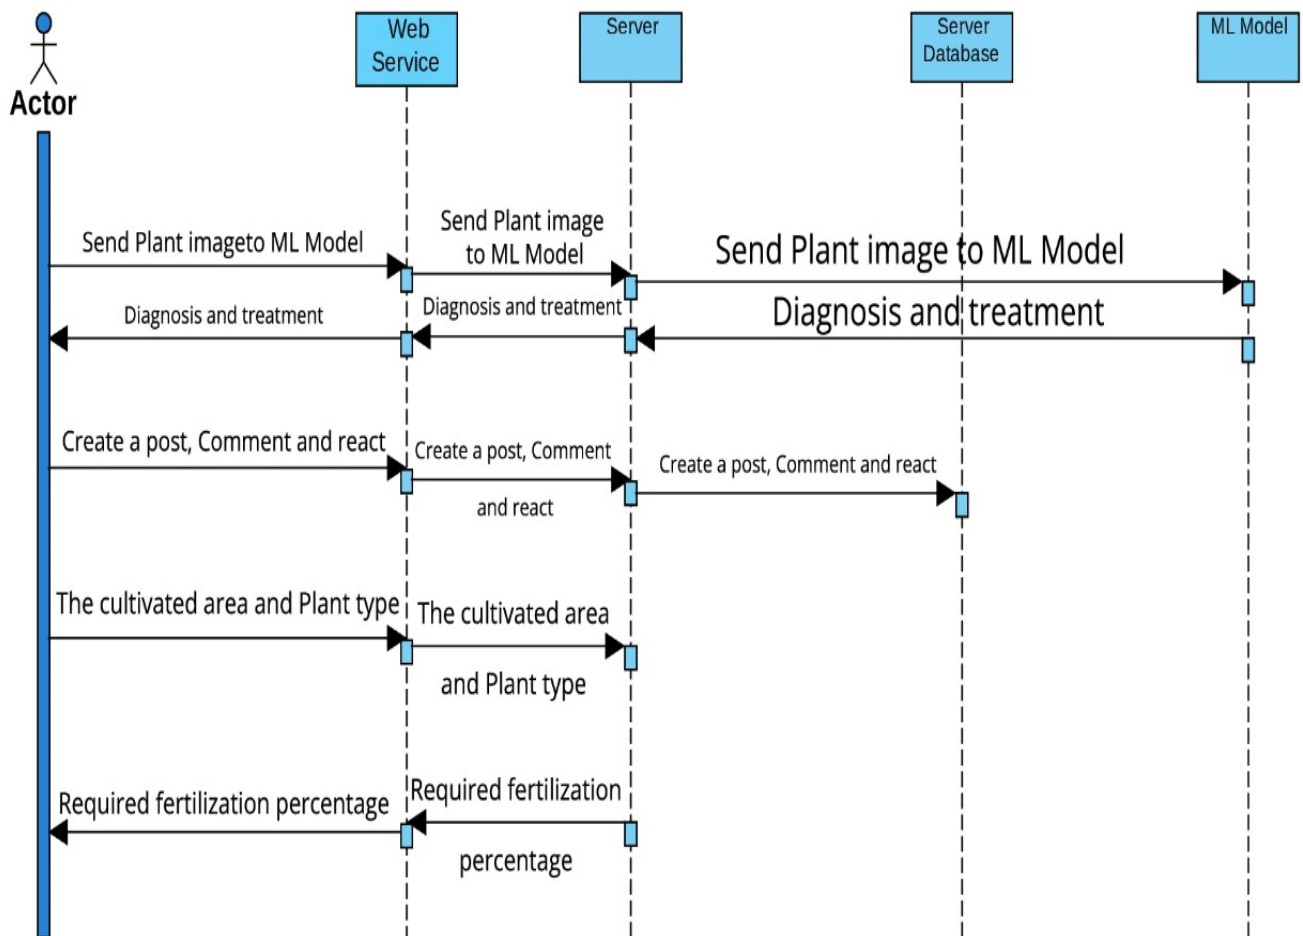 Actor
Web
Service
Server
Server
Database
ML Model
Send Plant imageto ML Model
Send Plant image
to ML Model
Send Plant image to ML Model
Diagnosis and treatment
Diagnosis and treatment
Diagnosis and treatment
Create a post, Comment and react
Create a post, Comment
and react
Create a post, Comment and react
The cultivated area and Plant type
The cultivated area
and Plant type
Required fertilization percentage
Required fertilization
percentage